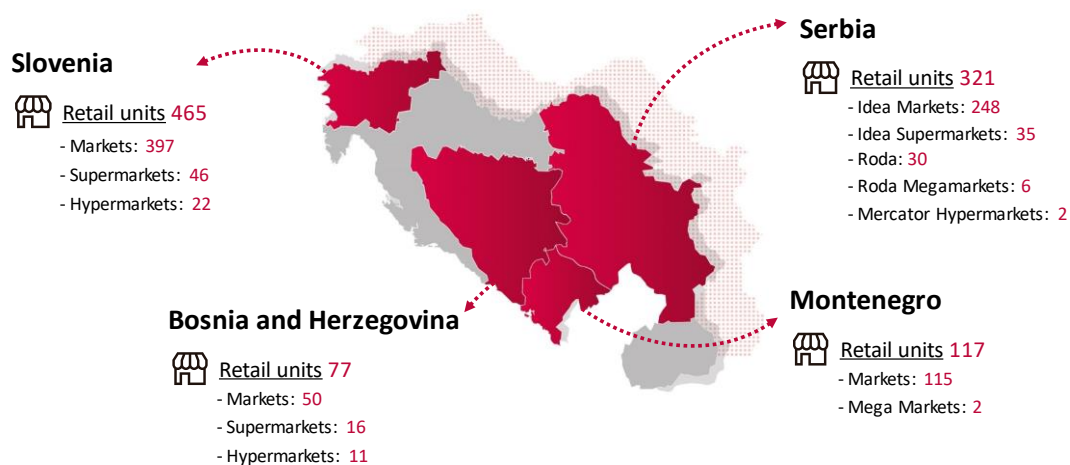 Slovenia
Retail units 465
- Markets: 397
- Supermarkets: 46
- Hypermarkets: 22
Serbia
Retail units 321
- Idea Markets: 248
- Idea Supermarkets: 35
- Roda: 30
- Roda Megamarkets: 6
- Mercator Hypermarkets: 2
Bosnia and Herzegovina
Retail units 77
- Markets: 50
- Supermarkets: 16
- Hypermarkets: 11
Montenegro
Retail units 117
- Markets: 115
- Mega Markets: 2